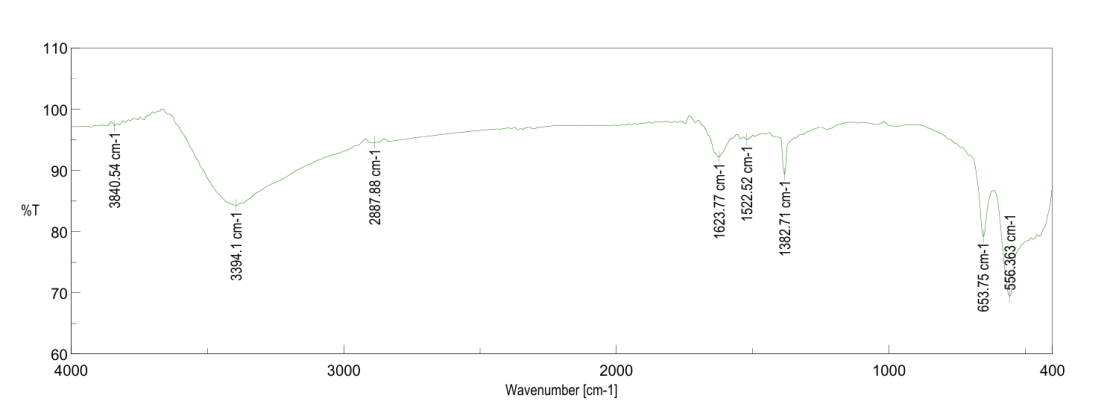 110
100
90
80
70
60
%T
3840.54 cm-1
3394.1 cm-1
2887.88 cm-1
1623.77 cm-1
1522.52 cm-1
1382.71 cm-1
653.75 cm-1
556.363 cm-1
4000
3000
2000
1000
400
Wavenumber [cm-1]